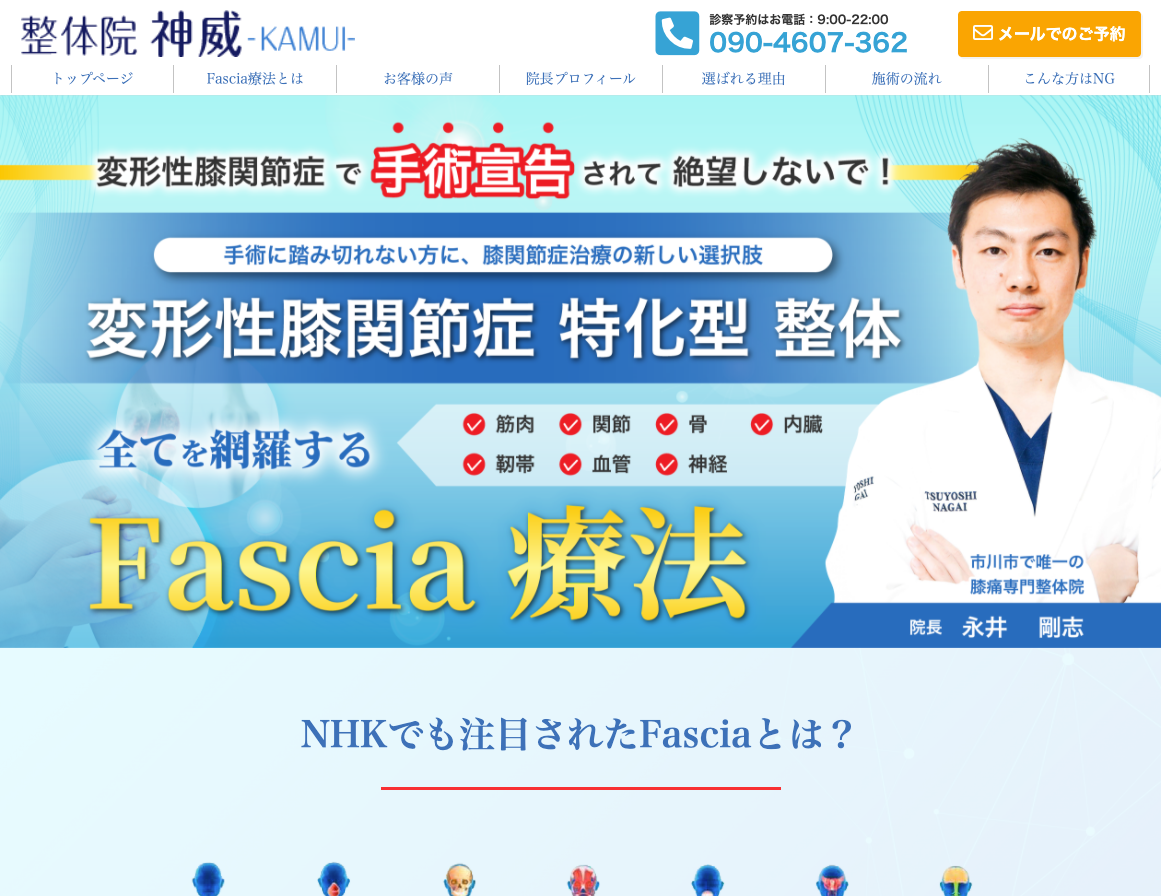 整体院 神威 -KAMUI-
診察予約はお電話：9:00-22:00
090-4607-362
メールでのご予約
トップページ
Fascia療法とは
お客様の声
院長プロフィール
選ばれる理由
施術の流れ
こんな方はNG
変形性膝関節症 で 手術宣告 されて 絶望しないで！
手術に踏み切れない方に、膝関節症治療の新しい選択肢
変形性膝関節症 特化型 整体
全てを網羅する
筋肉 関節 骨 内臓
靭帯 血管 神経
Fascia 療法
TSUYOSHI
NAGAI
市川市で唯一の
膝痛専門整体院
院長 永井 剛志
NHKでも注目されたFasciaとは？